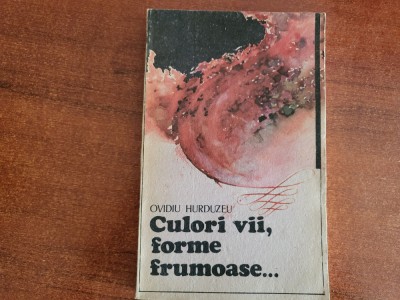 OVIDIU HURDUZEU
Culori vii,
forme
frumoase...